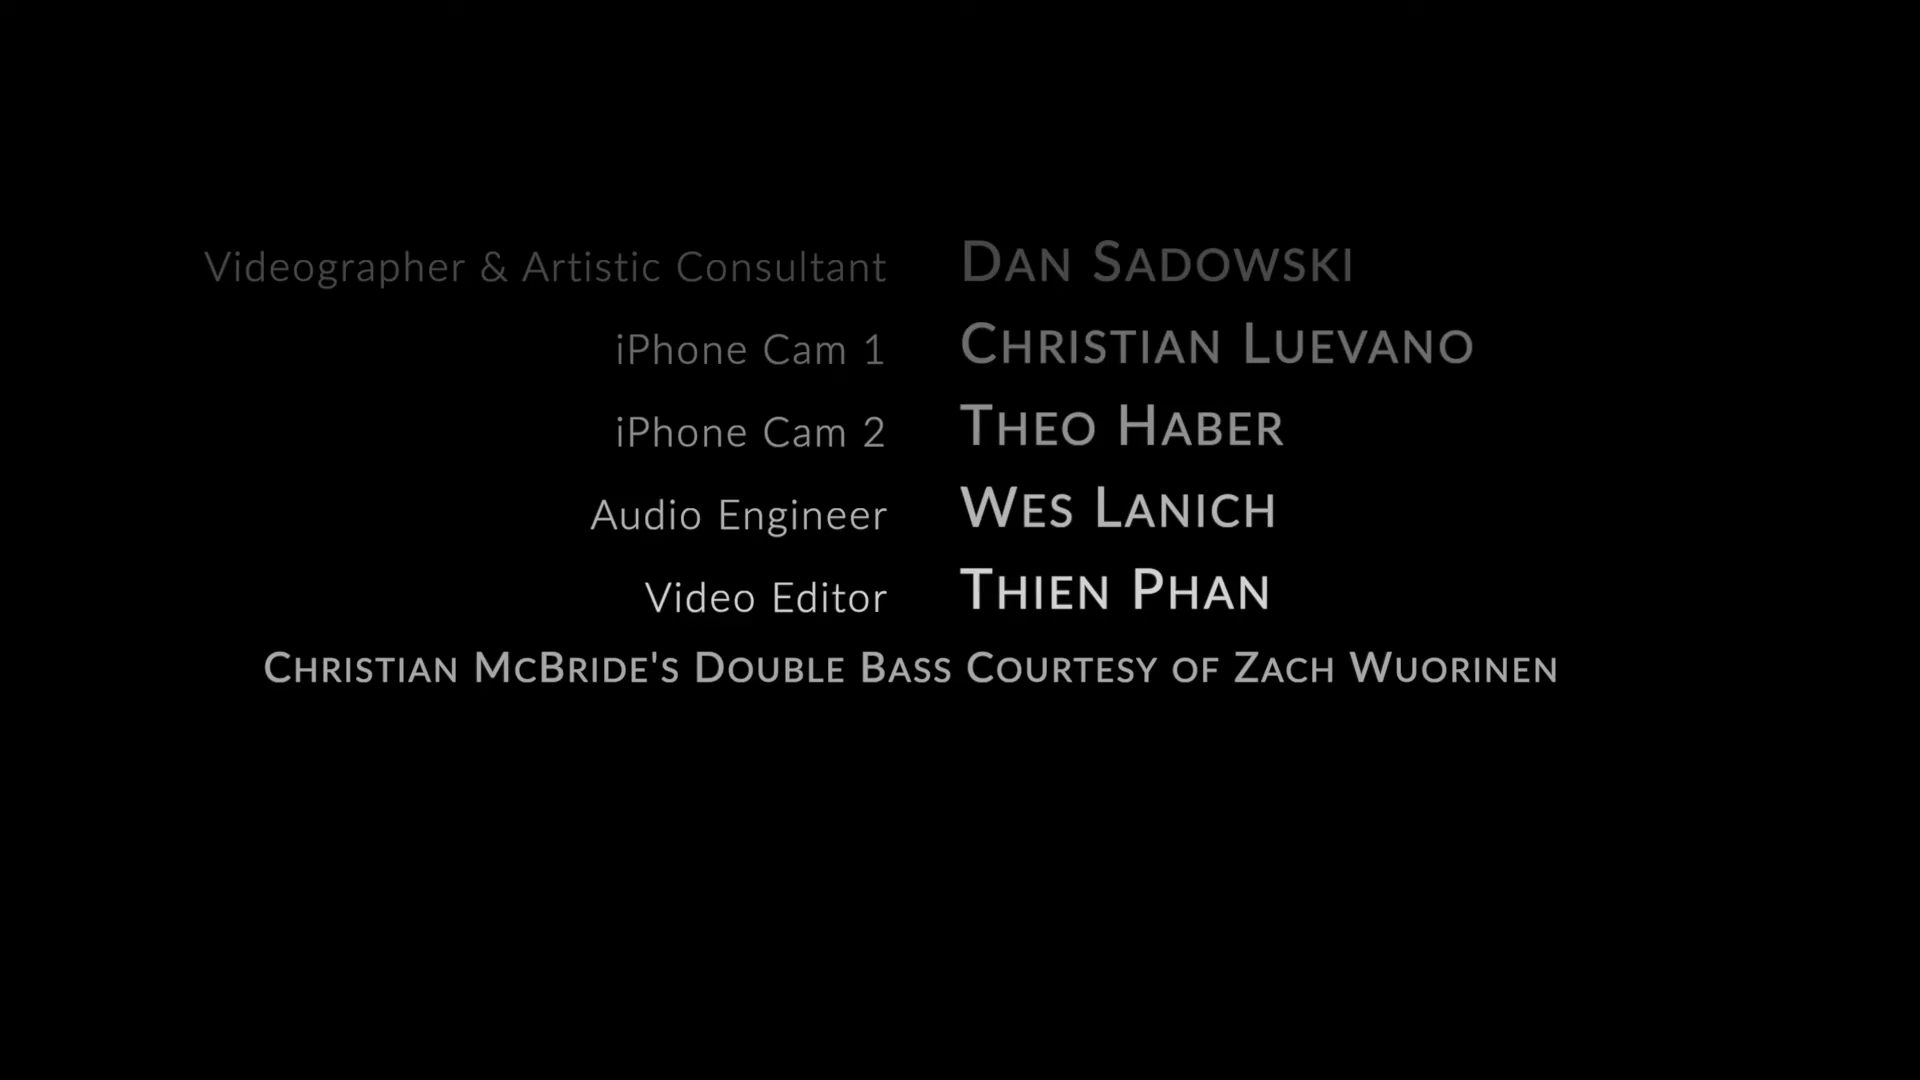 Videographer & Artistic Consultant Dan Sadowski
iPhone Cam 1 Christian Luevano
iPhone Cam 2 Theo Haber
Audio Engineer Wes Lanich
Video Editor Thien Phan
Christian McBride's Double Bass Courtesy of Zach Wuorinen